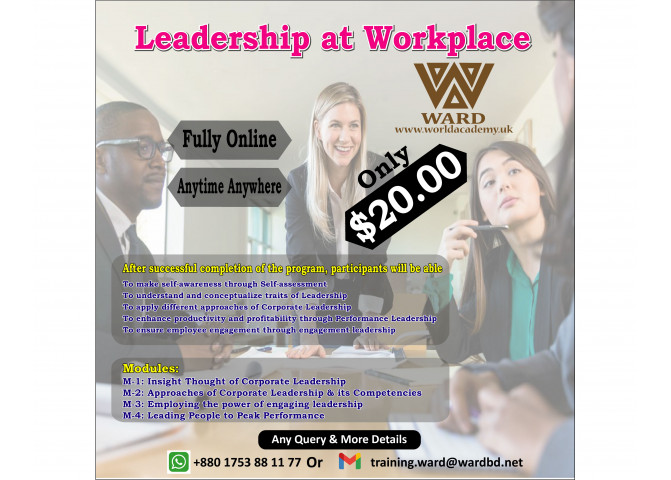 Leadership at Workplace
WARD
www.worldacademy.uk
Fully Online
Anytime Anywhere
Only
$20.00
After successful completion of the program, participants will be able
To make self-awareness through Self-assessment
To understand and conceptualize traits of Leadership
To apply different approaches of Corporate Leadership
To enhance productivity and profitability through Performance Leadership
To ensure employee engagement through engagement leadership
Modules:
M-1: Insight Thought of Corporate Leadership
M-2: Approaches of Corporate Leadership & its Competencies
M-3: Employing the power of engaging leadership
M-4: Leading People to Peak Performance
Any Query & More Details
+880 1753 88 11 77 Or training.ward@wardbd.net